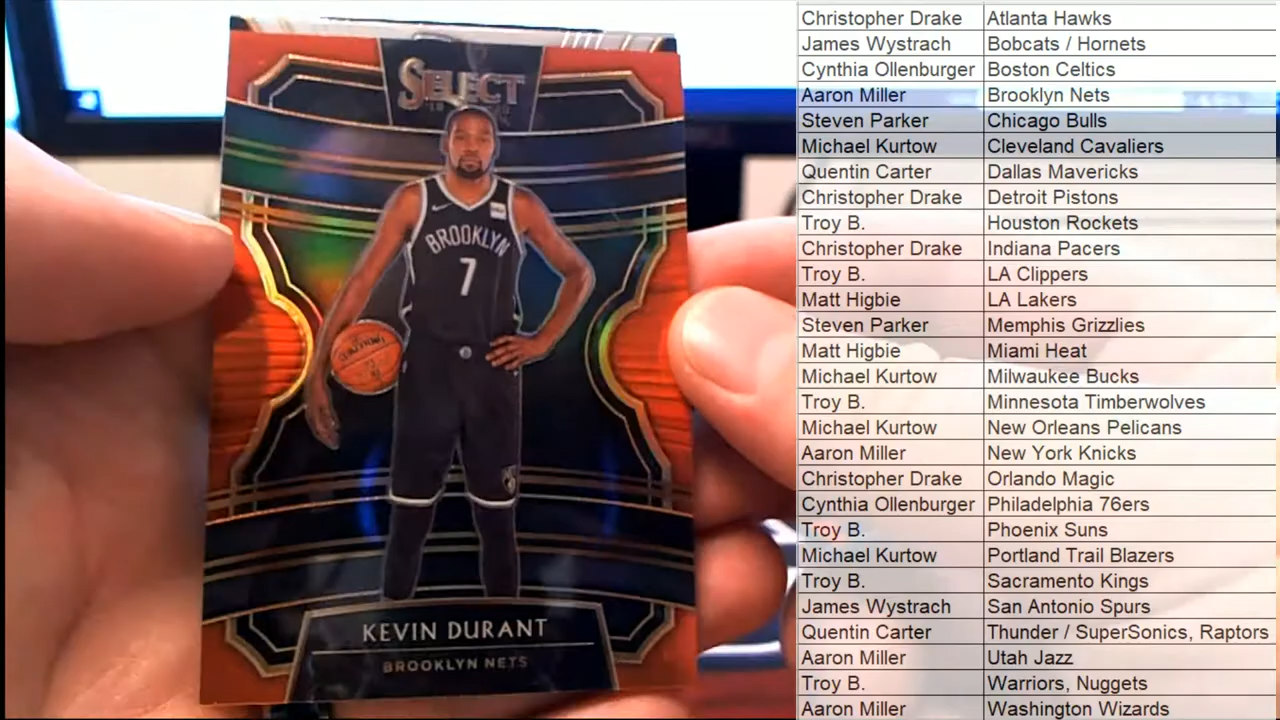 SELECT
BROOKLYN
7
KEVIN DURANT
BROOKLYN NETS
Christopher Drake Atlanta Hawks
James Wystrach Bobcats / Hornets
Cynthia Ollenburger Boston Celtics
Aaron Miller Brooklyn Nets
Steven Parker Chicago Bulls
Michael Kurtow Cleveland Cavaliers
Quentin Carter Dallas Mavericks
Christopher Drake Detroit Pistons
Troy B. Houston Rockets
Christopher Drake Indiana Pacers
Troy B. LA Clippers
Matt Higbie LA Lakers
Steven Parker Memphis Grizzlies
Matt Higbie Miami Heat
Michael Kurtow Milwaukee Bucks
Troy B. Minnesota Timberwolves
Michael Kurtow New Orleans Pelicans
Aaron Miller New York Knicks
Christopher Drake Orlando Magic
Cynthia Ollenburger Philadelphia 76ers
Troy B. Phoenix Suns
Michael Kurtow Portland Trail Blazers
Troy B. Sacramento Kings
James Wystrach San Antonio Spurs
Quentin Carter Thunder / SuperSonics, Raptors
Aaron Miller Utah Jazz
Troy B. Warriors, Nuggets
Aaron Miller Washington Wizards